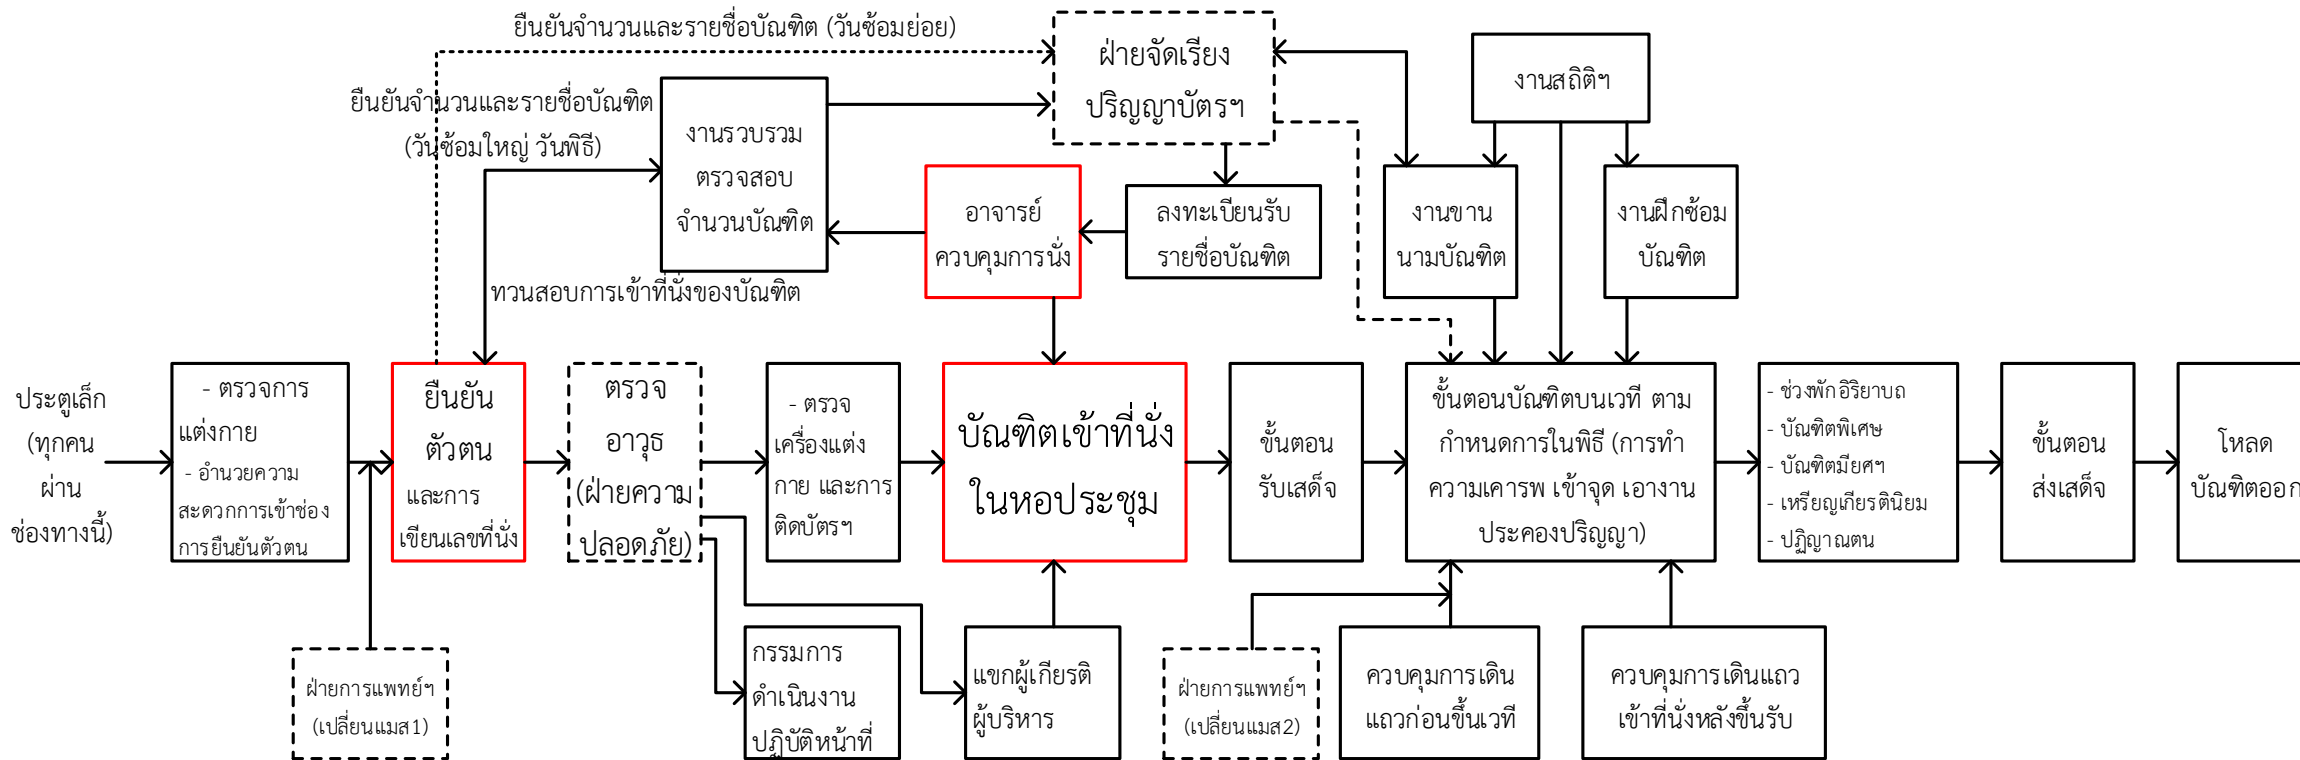 ยืนยันจำนวนและรายชื่อบัณฑิต (วันซ้อมย่อย)
ฝ่ายจัดเรียง
ปริญญาบัตรฯ
งานสถิติฯ
ยืนยันจำนวนและรายชื่อบัณฑิต
(วันซ้อมใหญ่ วันพิธี)
งานรวบรวม
ตรวจสอบ
จำนวนบัณฑิต
อาจารย์
ควบคุมการนั่ง
ลงทะเบียนรับ
รายชื่อบัณฑิต
งานขาน
นามบัณฑิต
งานฝึกซ้อม
บัณฑิต
ทวนสอบการเข้าที่นั่งของบัณฑิต
ประตูเล็ก
(ทุกคน
ผ่าน
ช่องทางนี้)
- ตรวจการ
แต่งกาย
- อำนวยความ
สะดวกการเข้าช่อง
การยืนยันตัวตน
ยืนยัน
ตัวตน
และการ
เขียนเลขที่นั่ง
ตรวจ
อาวุธ
(ฝ่ายความ
ปลอดภัย)
- ตรวจ
เครื่องแต่ง
กาย และการ
ติดบัตรฯ
บัณฑิตเข้าที่นั่ง
ในหอประชุม
ขั้นตอน
รับเสด็จ
ขั้นตอนบัณฑิตบนเวที ตาม
กำหนดการในพิธี (การทำ
ความเคารพ เข้าจุด เอางาน
ประคองปริญญา)
- ช่วงพักอิริยาบถ
- บัณฑิตพิเศษ
- บัณฑิตมียศฯ
- เหรียญเกียรตินิยม
- ปฏิญาณตน
ขั้นตอน
ส่งเสด็จ
โหลด
บัณฑิตออก
ฝ่ายการแพทย์ฯ
(เปลี่ยนแมส1)
กรรมการ
ดำเนินงาน
ปฏิบัติหน้าที่
แขกผู้เกียรติ
ผู้บริหาร
ฝ่ายการแพทย์ฯ
(เปลี่ยนแมส2)
ควบคุมการเดิน
แถวก่อนขึ้นเวที
ควบคุมการเดินแถว
เข้าที่นั่งหลังขึ้นรับ